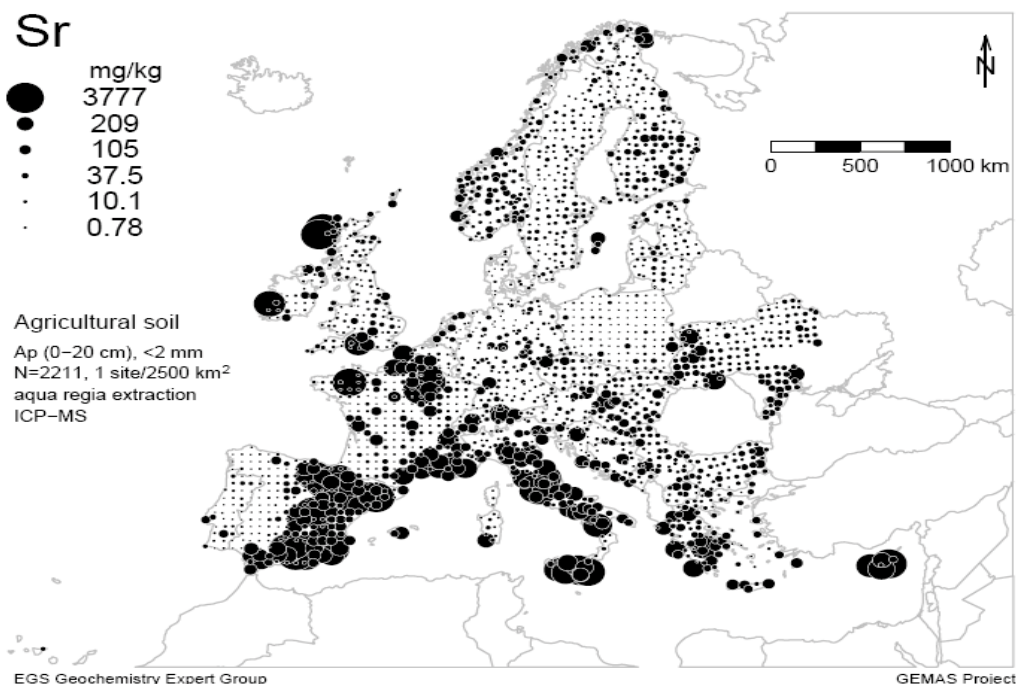 Sr
mg/kg
3777
209
105
37.5
10.1
0.78
N
0 500 1000 km
Agricultural soil
Ap (0−20 cm), <2 mm
N=2211, 1 site/2500 km²
aqua regia extraction
ICP−MS
EGS Geochemistry Expert Group
GEMAS Project